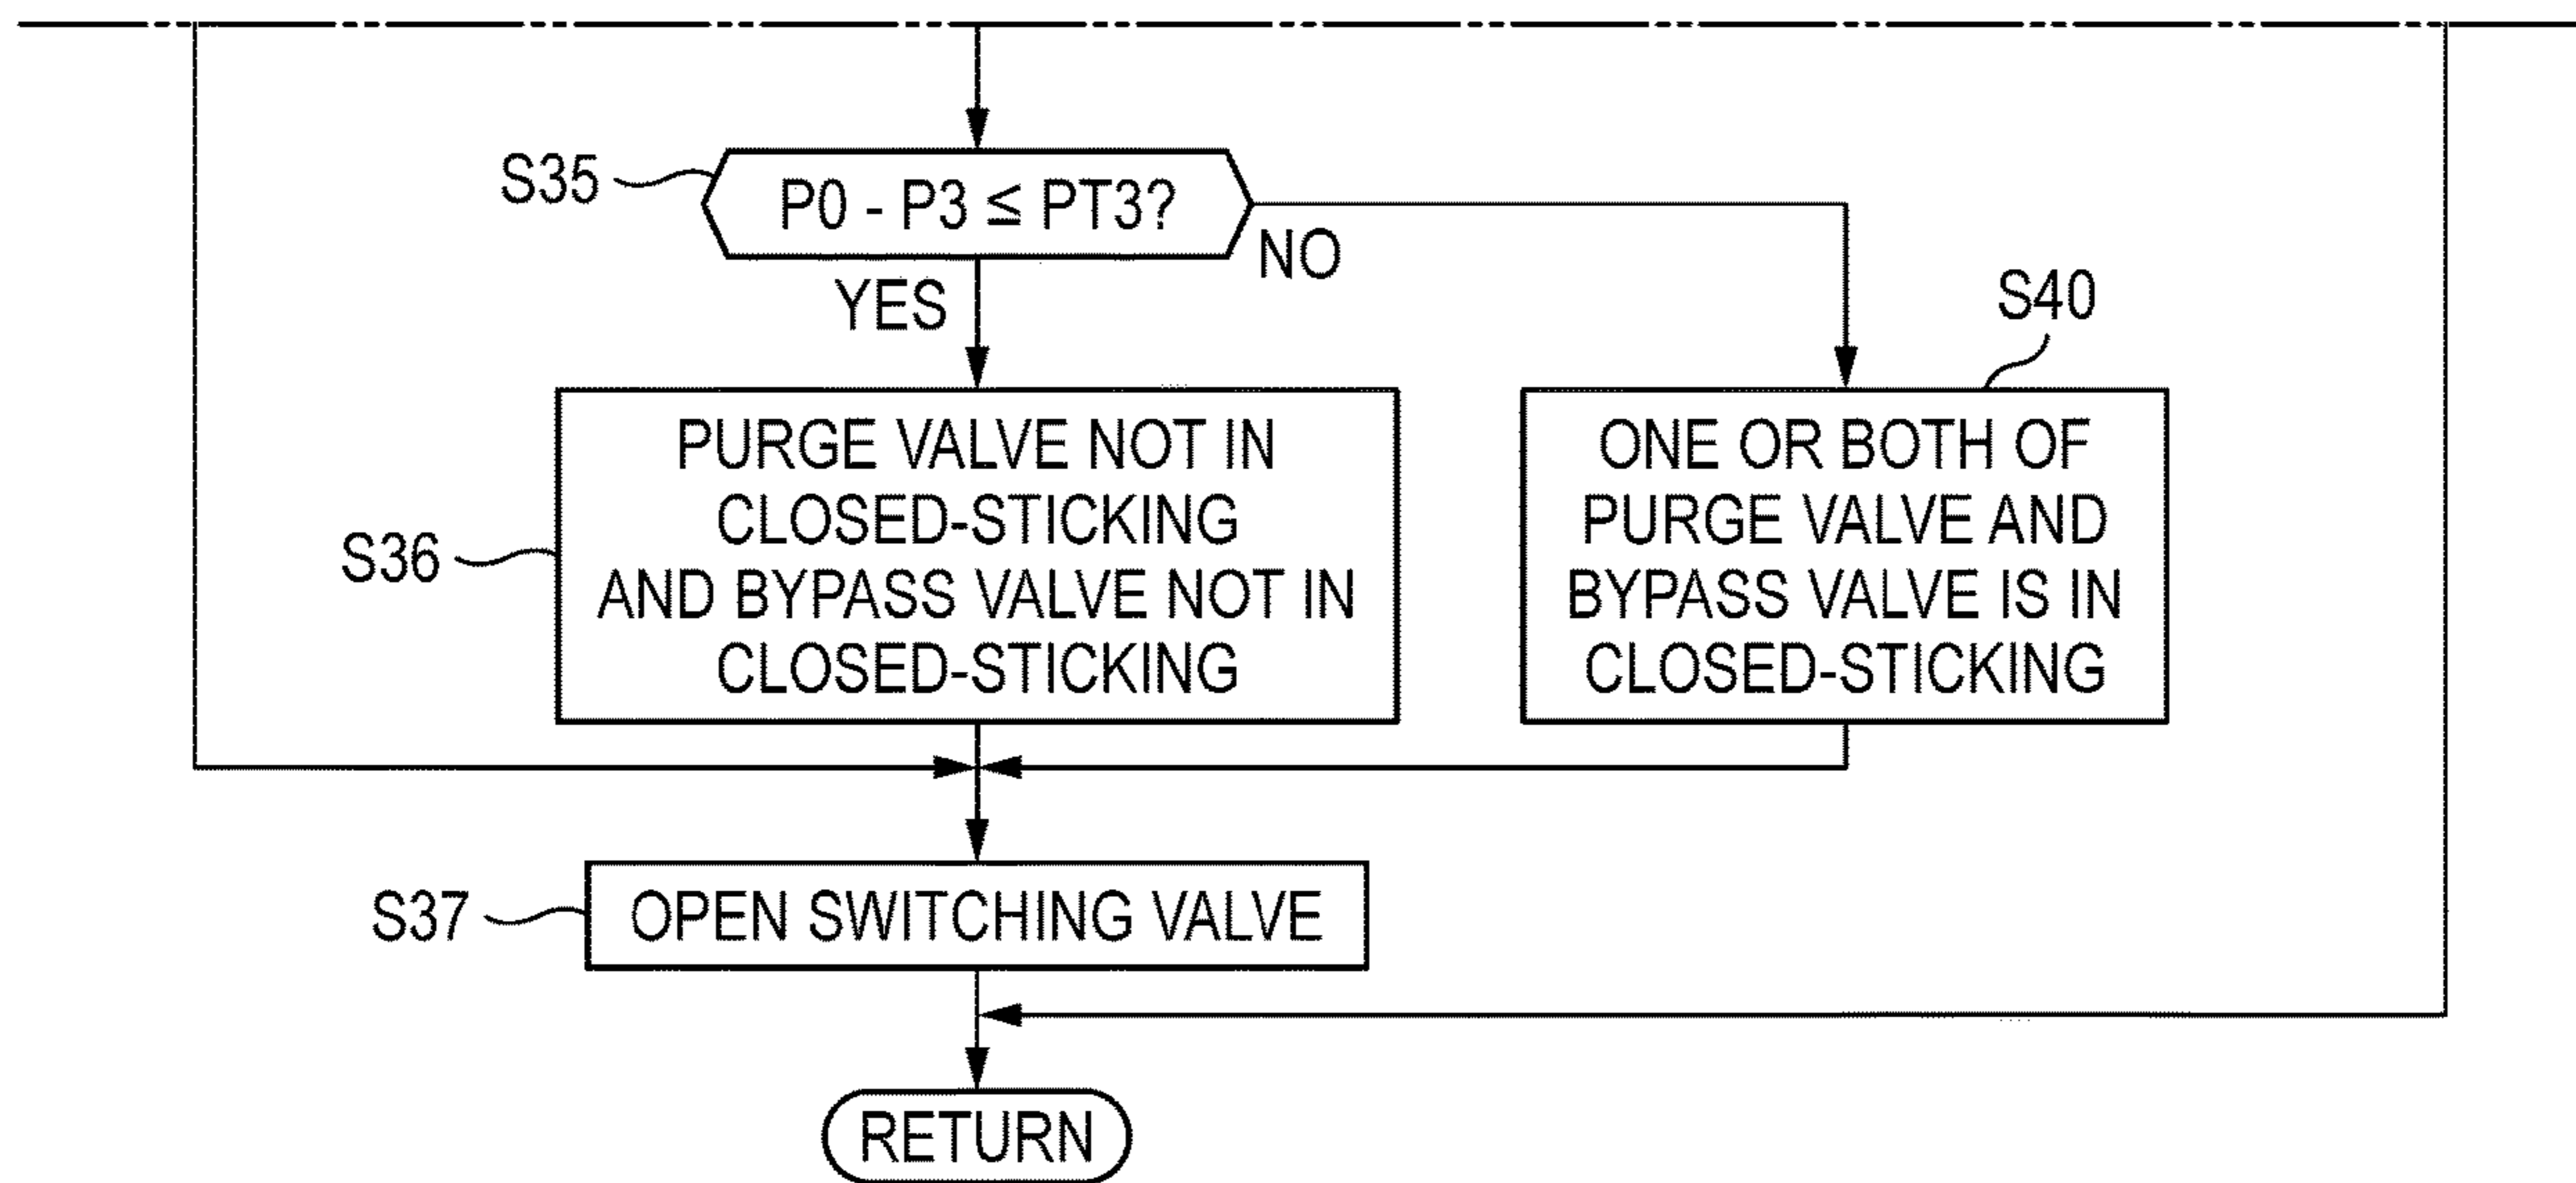 S35
P0 - P3 ≤ PT3?
NO
YES
S40
S36
PURGE VALVE NOT IN
CLOSED-STICKING
AND BYPASS VALVE NOT IN
CLOSED-STICKING
ONE OR BOTH OF
PURGE VALVE AND
BYPASS VALVE IS IN
CLOSED-STICKING
S37
OPEN SWITCHING VALVE
RETURN